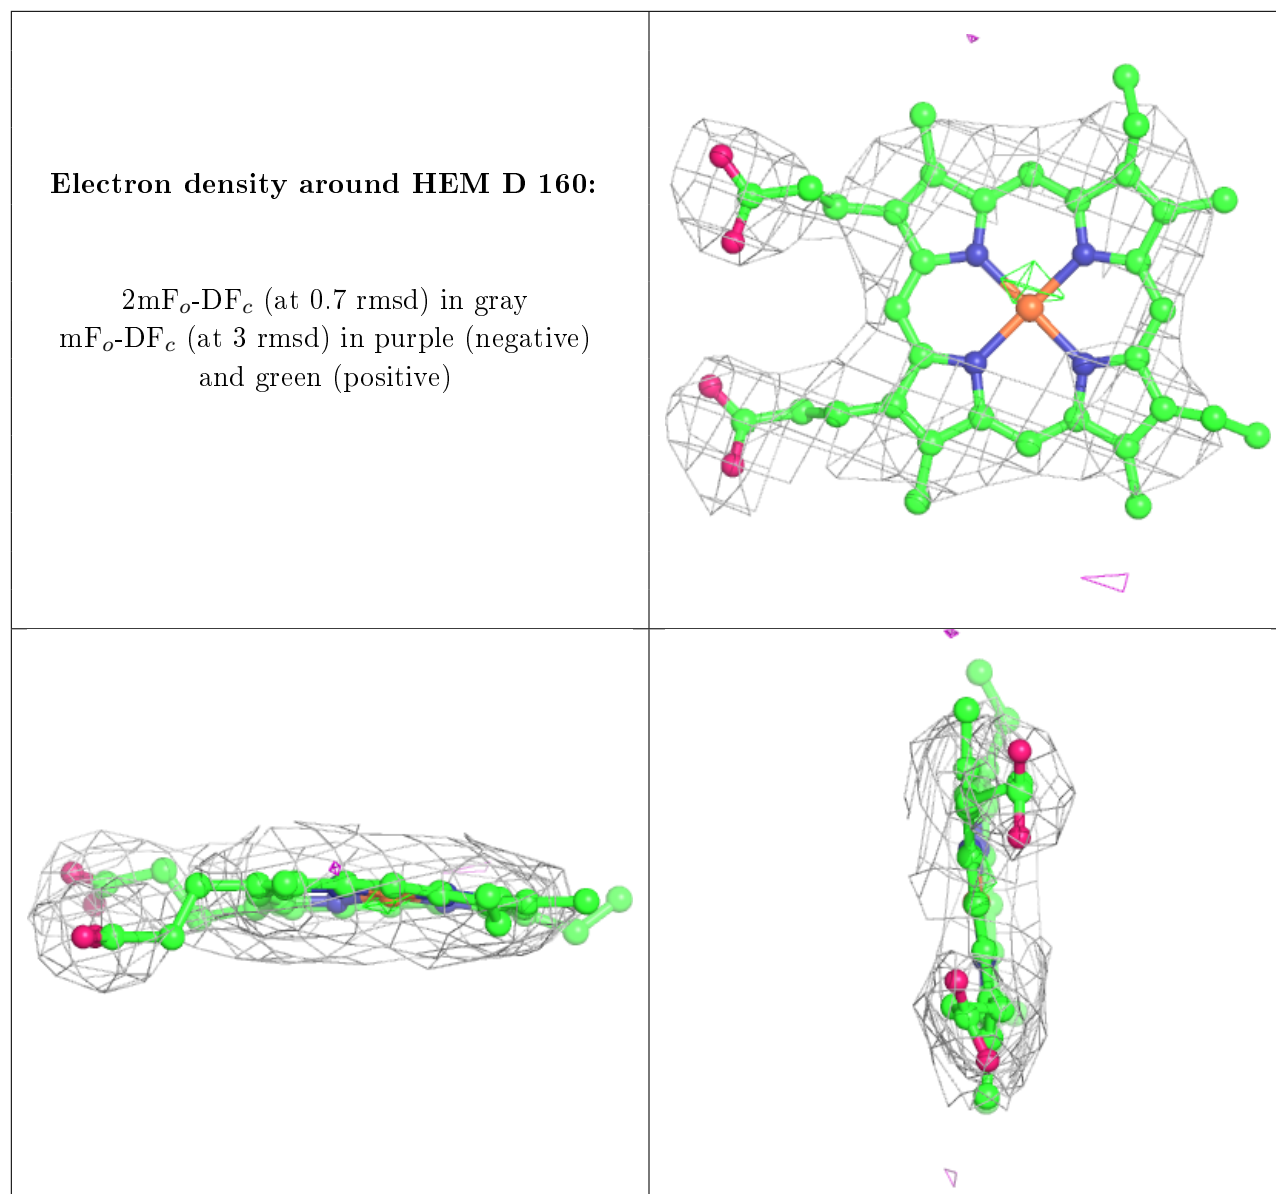 Electron density around HEM D 160:
2mFₒ-DF𝒸 (at 0.7 rmsd) in gray
mFₒ-DF𝒸 (at 3 rmsd) in purple (negative)
and green (positive)